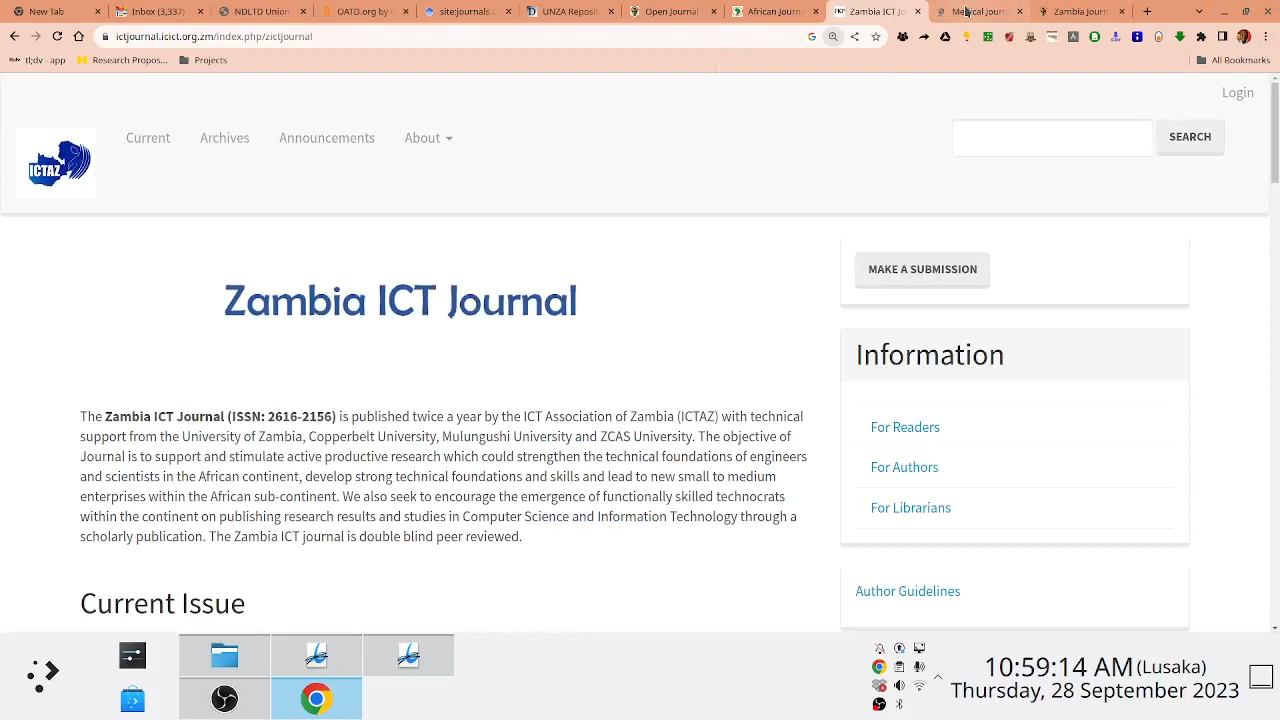 New Tab
Inbox (3,337)
NDLTD Union
OATD.org by C
sitejournals.
UNZA Reposit
Open Journal
African Journ
Zambia ICT Jo
Medical Journ
Zambia Journ
ictjournal.icict.org.zm/index.php/zictjournal
tl;dv - app
Research Propos...
Projects
All Bookmarks
Login
ICTAZ
Current
Archives
Announcements
About
SEARCH
Zambia ICT Journal
MAKE A SUBMISSION
Information
For Readers
For Authors
For Librarians
Author Guidelines
The Zambia ICT Journal (ISSN: 2616-2156) is published twice a year by the ICT Association of Zambia (ICTAZ) with technical
support from the University of Zambia, Copperbelt University, Mulungushi University and ZCAS University. The objective of
Journal is to support and stimulate active productive research which could strengthen the technical foundations of engineers
and scientists in the African continent, develop strong technical foundations and skills and lead to new small to medium
enterprises within the African sub-continent. We also seek to encourage the emergence of functionally skilled technocrats
within the continent on publishing research results and studies in Computer Science and Information Technology through a
scholarly publication. The Zambia ICT journal is double blind peer reviewed.
Current Issue
10:59:14 AM (Lusaka)
Thursday, 28 September 2023